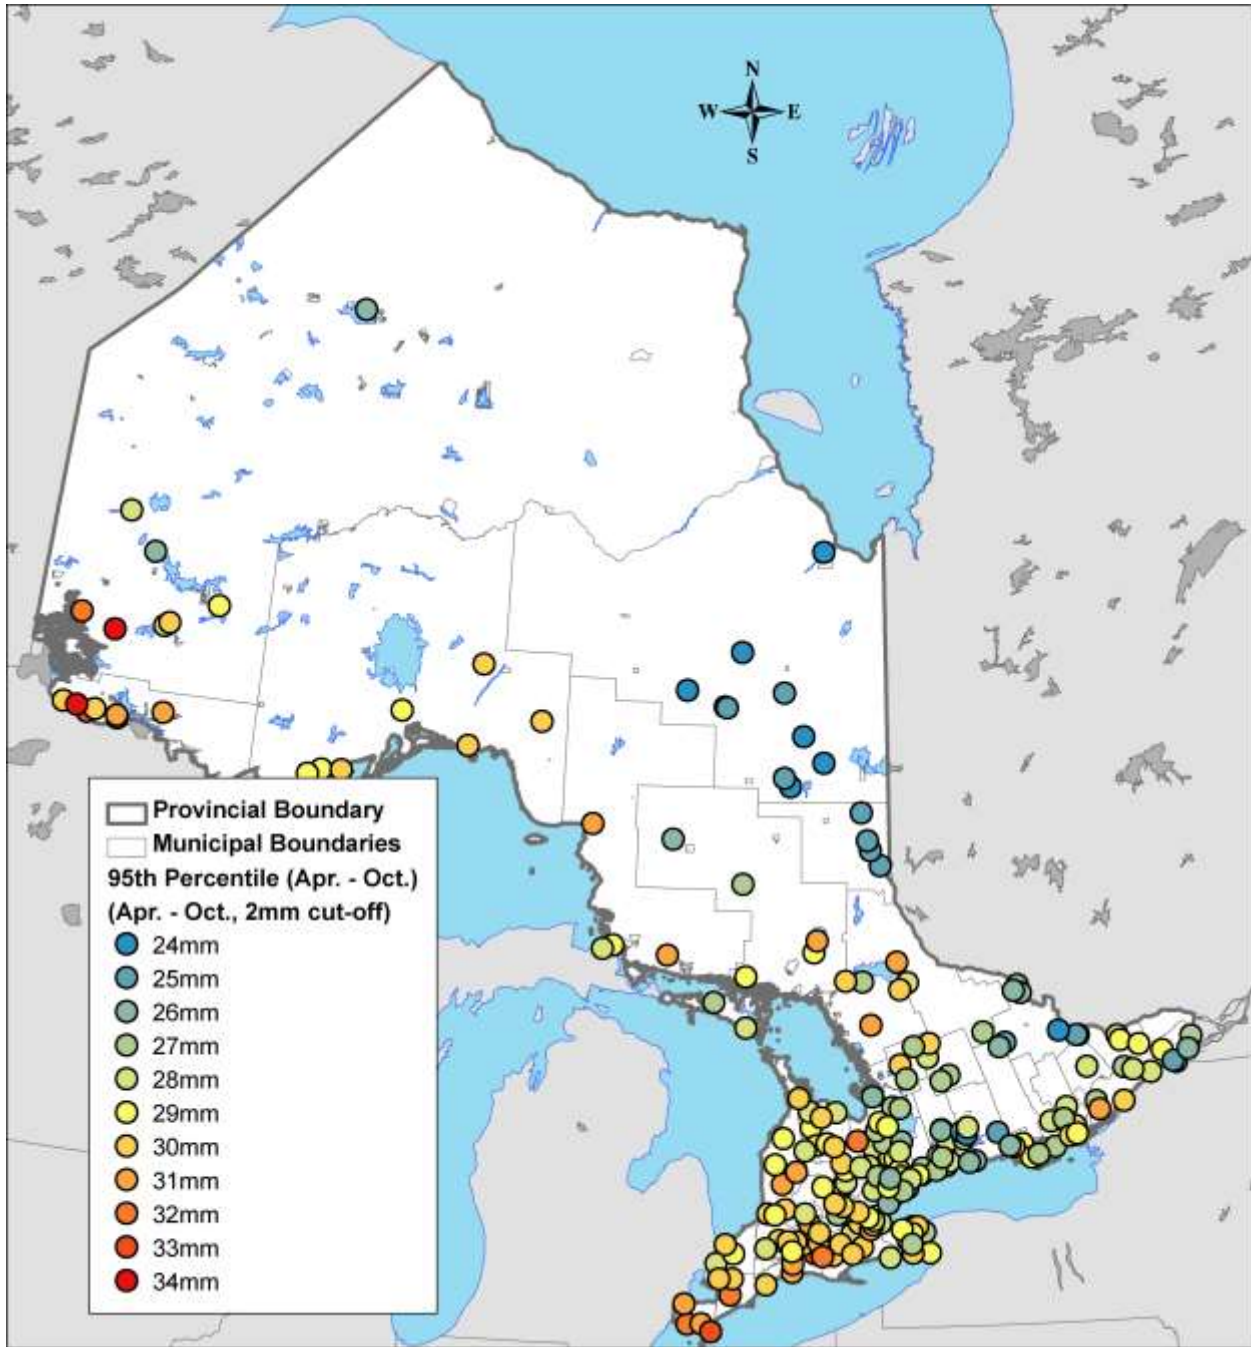 N
W E
S
Provincial Boundary
Municipal Boundaries
95th Percentile (Apr. - Oct.)
(Apr. - Oct., 2mm cut-off)
24mm
25mm
26mm
27mm
28mm
29mm
30mm
31mm
32mm
33mm
34mm